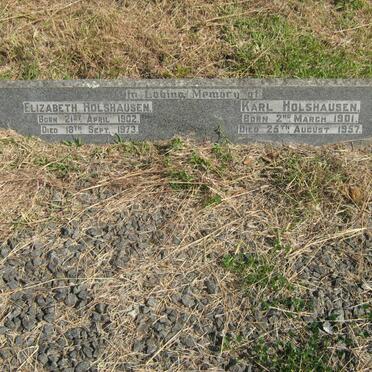 In Loving Memory of
Elizabeth Holshausen.
Born 21st April 1902.
Died 18th Sept. 1973.
Karl Holshausen.
Born 2nd March 1901.
Died 25th August 1957.